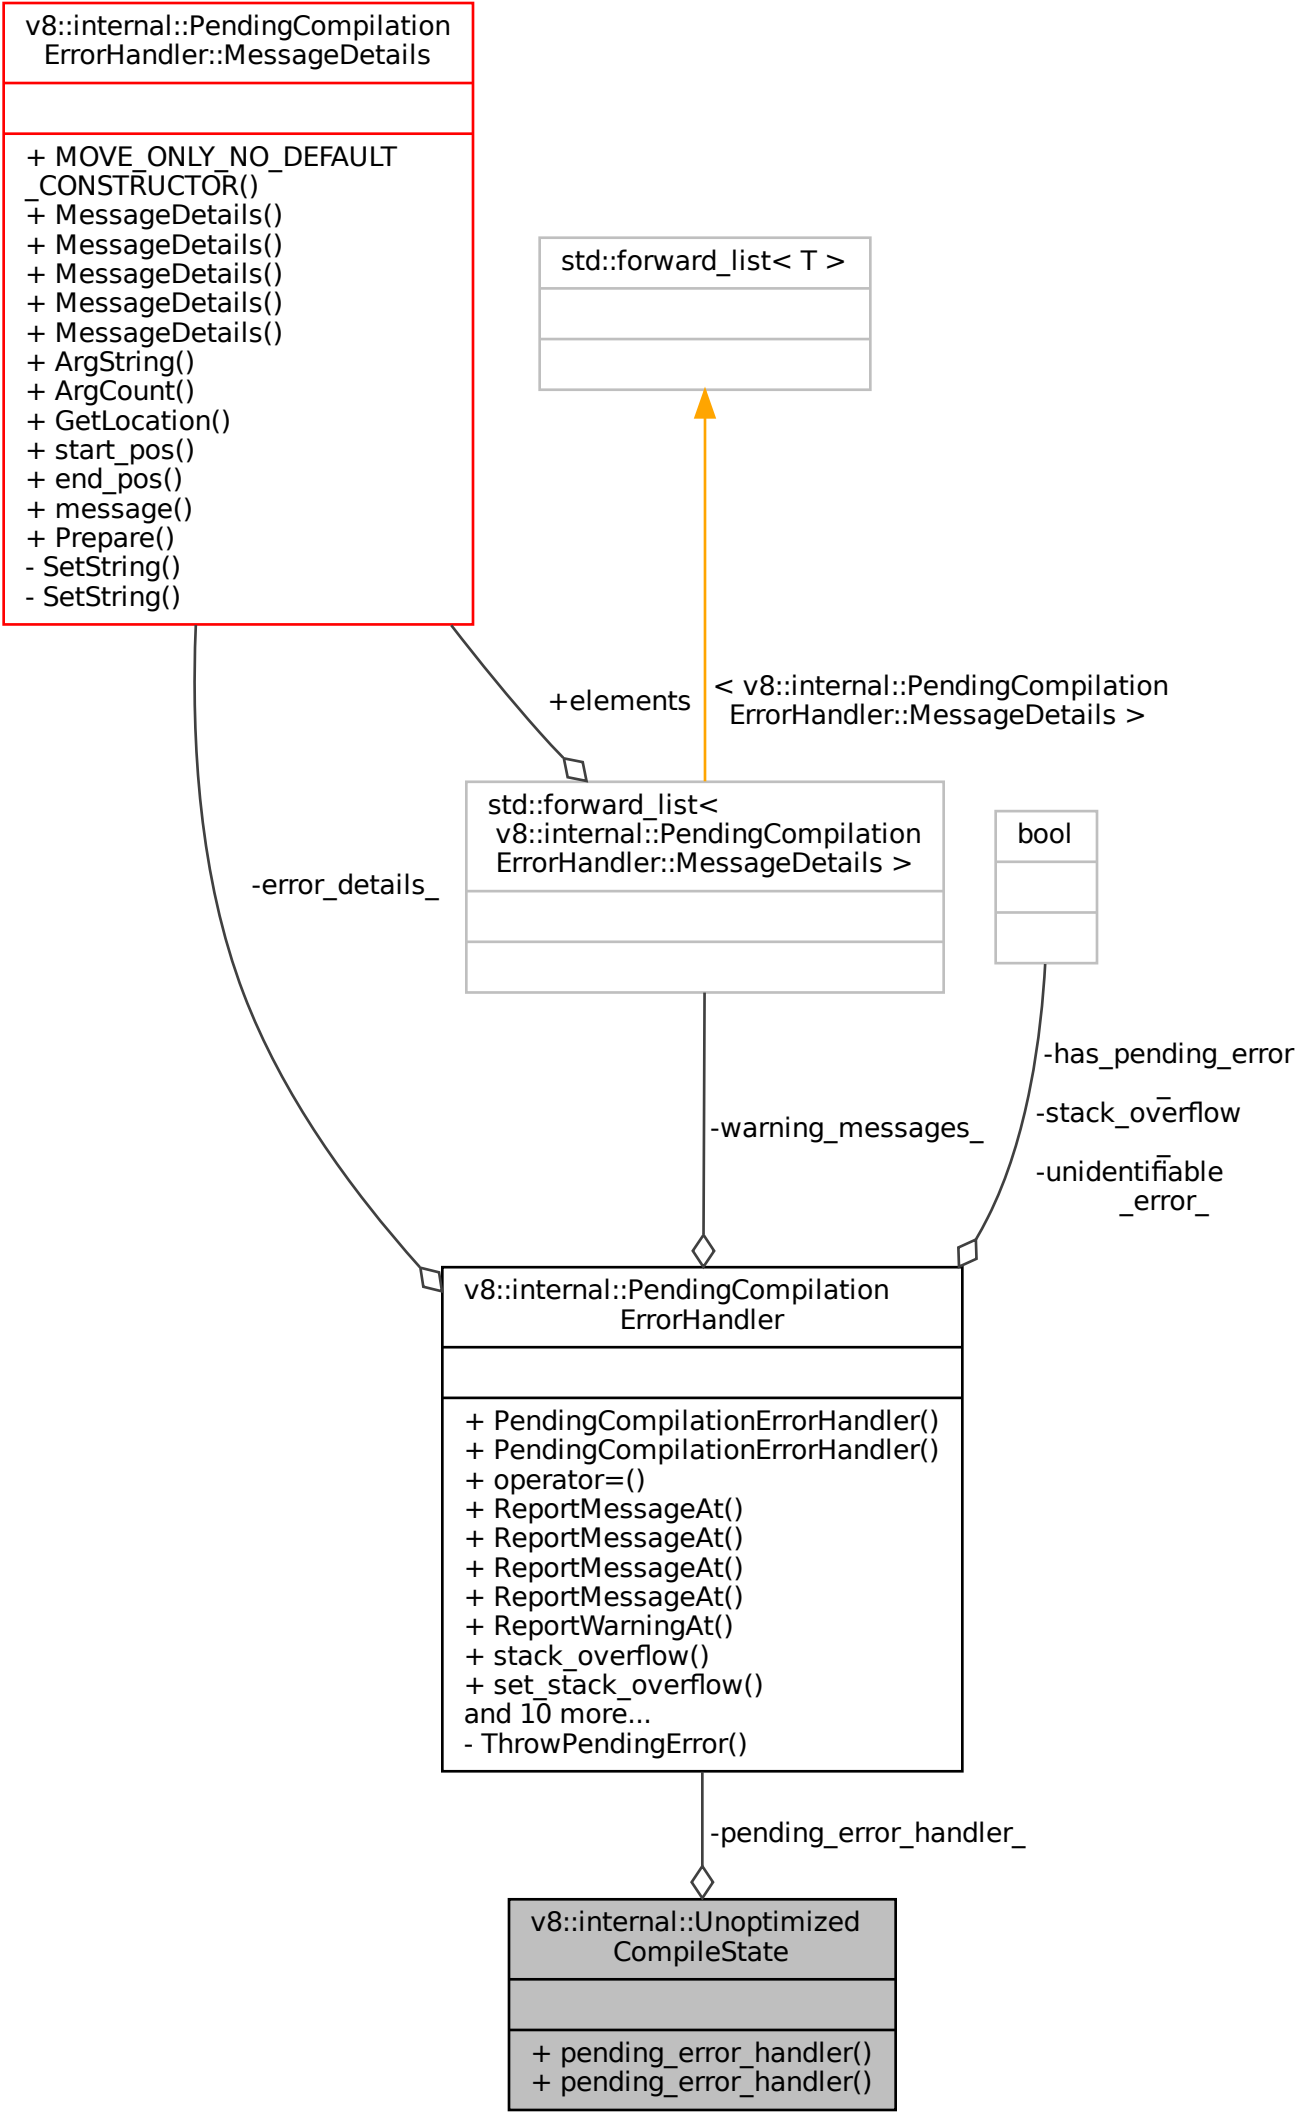 v8::internal::PendingCompilation
ErrorHandler::MessageDetails
+ MOVE_ONLY_NO_DEFAULT
_CONSTRUCTOR()
+ MessageDetails()
+ MessageDetails()
+ MessageDetails()
+ MessageDetails()
+ MessageDetails()
+ ArgString()
+ ArgCount()
+ GetLocation()
+ start_pos()
+ end_pos()
+ message()
+ Prepare()
- SetString()
- SetString()
std::forward_list< T >
+elements
< v8::internal::PendingCompilation
ErrorHandler::MessageDetails >
std::forward_list<
v8::internal::PendingCompilation
ErrorHandler::MessageDetails >
bool
-error_details_
-warning_messages_
-has_pending_error
_
-stack_overflow
_
-unidentifiable
_error_
v8::internal::PendingCompilation
ErrorHandler
+ PendingCompilationErrorHandler()
+ PendingCompilationErrorHandler()
+ operator=()
+ ReportMessageAt()
+ ReportMessageAt()
+ ReportMessageAt()
+ ReportMessageAt()
+ ReportWarningAt()
+ stack_overflow()
+ set_stack_overflow()
and 10 more...
- ThrowPendingError()
-pending_error_handler_
v8::internal::Unoptimized
CompileState
+ pending_error_handler()
+ pending_error_handler()